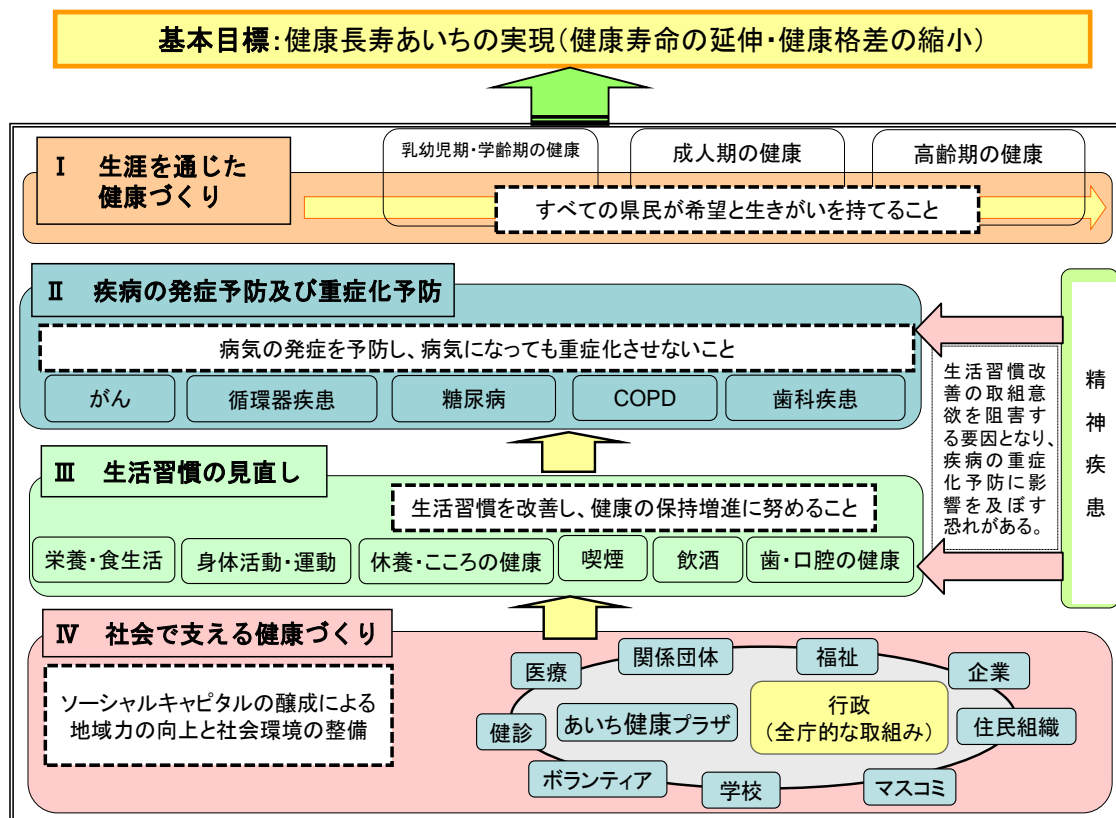 基本目標:健康長寿あいちの実現(健康寿命の延伸・健康格差の縮小)
Ⅰ 生涯を通じた
健康づくり
乳幼児期・学齢期の健康
成人期の健康
高齢期の健康
すべての県民が希望と生きがいを持てること
Ⅱ 疾病の発症予防及び重症化予防
病気の発症を予防し、病気になっても重症化させないこと
がん
循環器疾患
糖尿病
COPD
歯科疾患
生活習慣改
善の取組意
欲を阻害す
る要因となり、
疾病の重症
化予防に影
響を及ぼす
恐れがある。
精神疾患
Ⅲ 生活習慣の見直し
生活習慣を改善し、健康の保持増進に努めること
栄養・食生活
身体活動・運動
休養・こころの健康
喫煙
飲酒
歯・口腔の健康
Ⅳ 社会で支える健康づくり
ソーシャルキャピタルの醸成による
地域力の向上と社会環境の整備
医療
関係団体
福祉
企業
健診
あいち健康プラザ
行政
(全庁的な取組み)
住民組織
ボランティア
学校
マスコミ